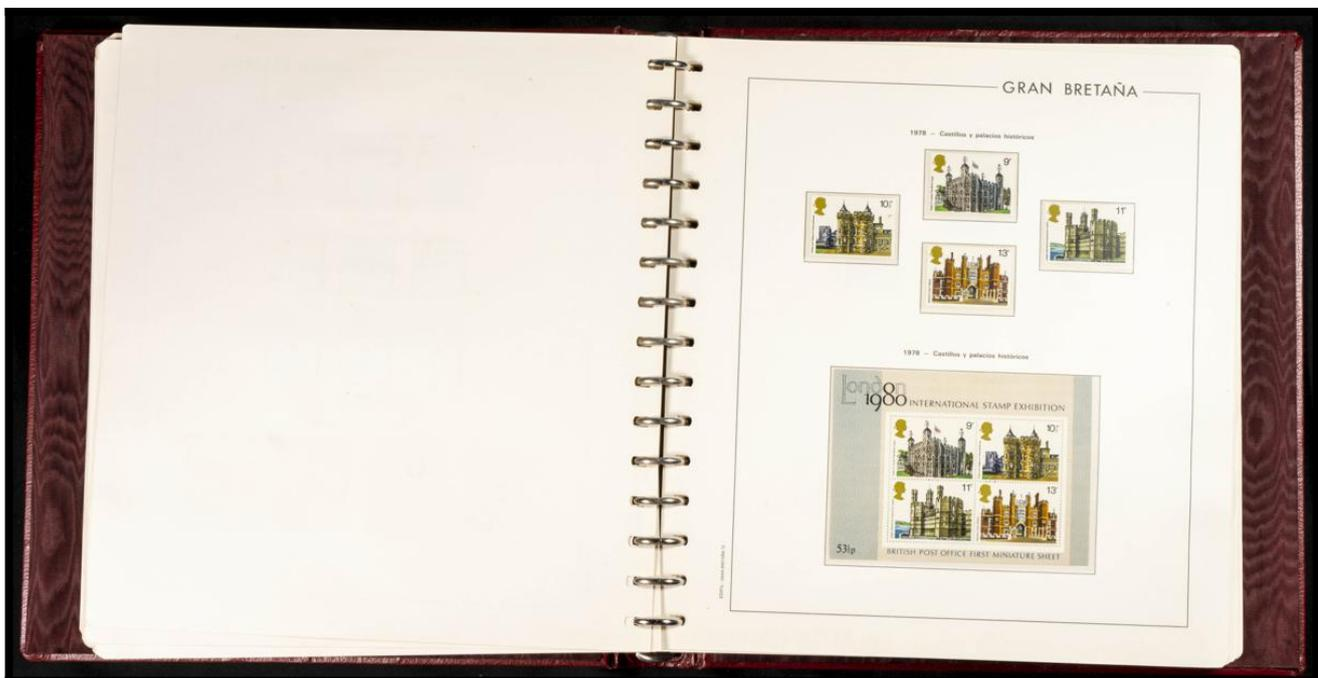 GRAN BRETAÑA
1978 – Castillos y palacios históricos
9p
10½p
11p
13p
1978 – Castillos y palacios históricos
London
1980 INTERNATIONAL STAMP EXHIBITION
9p
10½p
11p
13p
53½p
BRITISH POST OFFICE FIRST MINIATURE SHEET